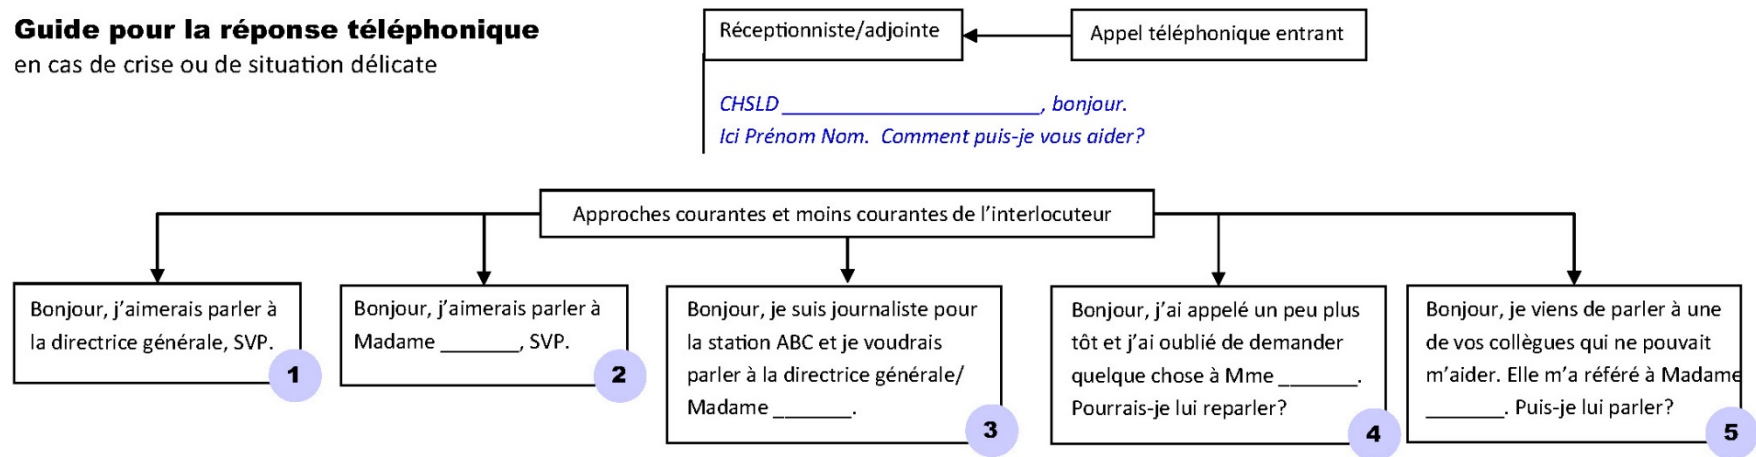 Guide pour la réponse téléphonique
en cas de crise ou de situation délicate
Réceptionniste/adjointe
Appel téléphonique entrant
CHSLD ______________________, bonjour.
Ici Prénom Nom.  Comment puis-je vous aider?
Approches courantes et moins courantes de l'interlocuteur
Bonjour, j'aimerais parler à
la directrice générale, SVP.
1
Bonjour, j'aimerais parler à
Madame _______, SVP.
2
Bonjour, je suis journaliste pour
la station ABC et je voudrais
parler à la directrice générale/
Madame _______.
3
Bonjour, j'ai appelé un peu plus
tôt et j'ai oublié de demander
quelque chose à Mme _______.
Pourrais-je lui reparler?
4
Bonjour, je viens de parler à une
de vos collègues qui ne pouvait
m'aider. Elle m'a référé à Madame
_______. Puis-je lui parler?
5